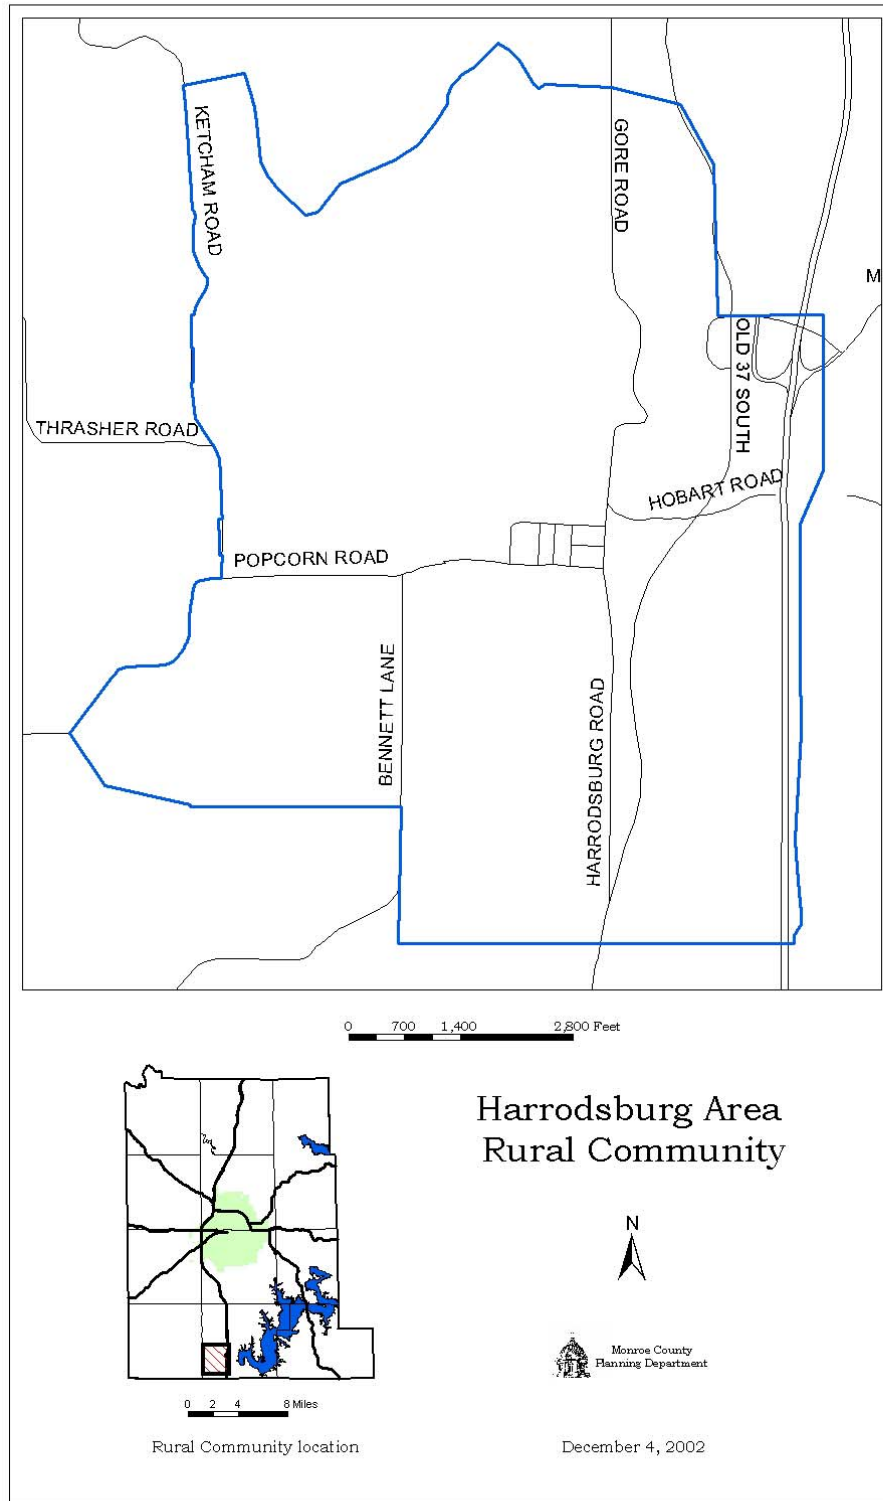 KETCHAM ROAD
GORE ROAD
M
OLD 37 SOUTH
THRASHER ROAD
HOBART ROAD
POPCORN ROAD
BENNETT LANE
HARRODSBURG ROAD
0 700 1,400 2,800 Feet
Harrodsburg Area
Rural Community
N
Monroe County
Planning Department
0 2 4 8 Miles
Rural Community location
December 4, 2002